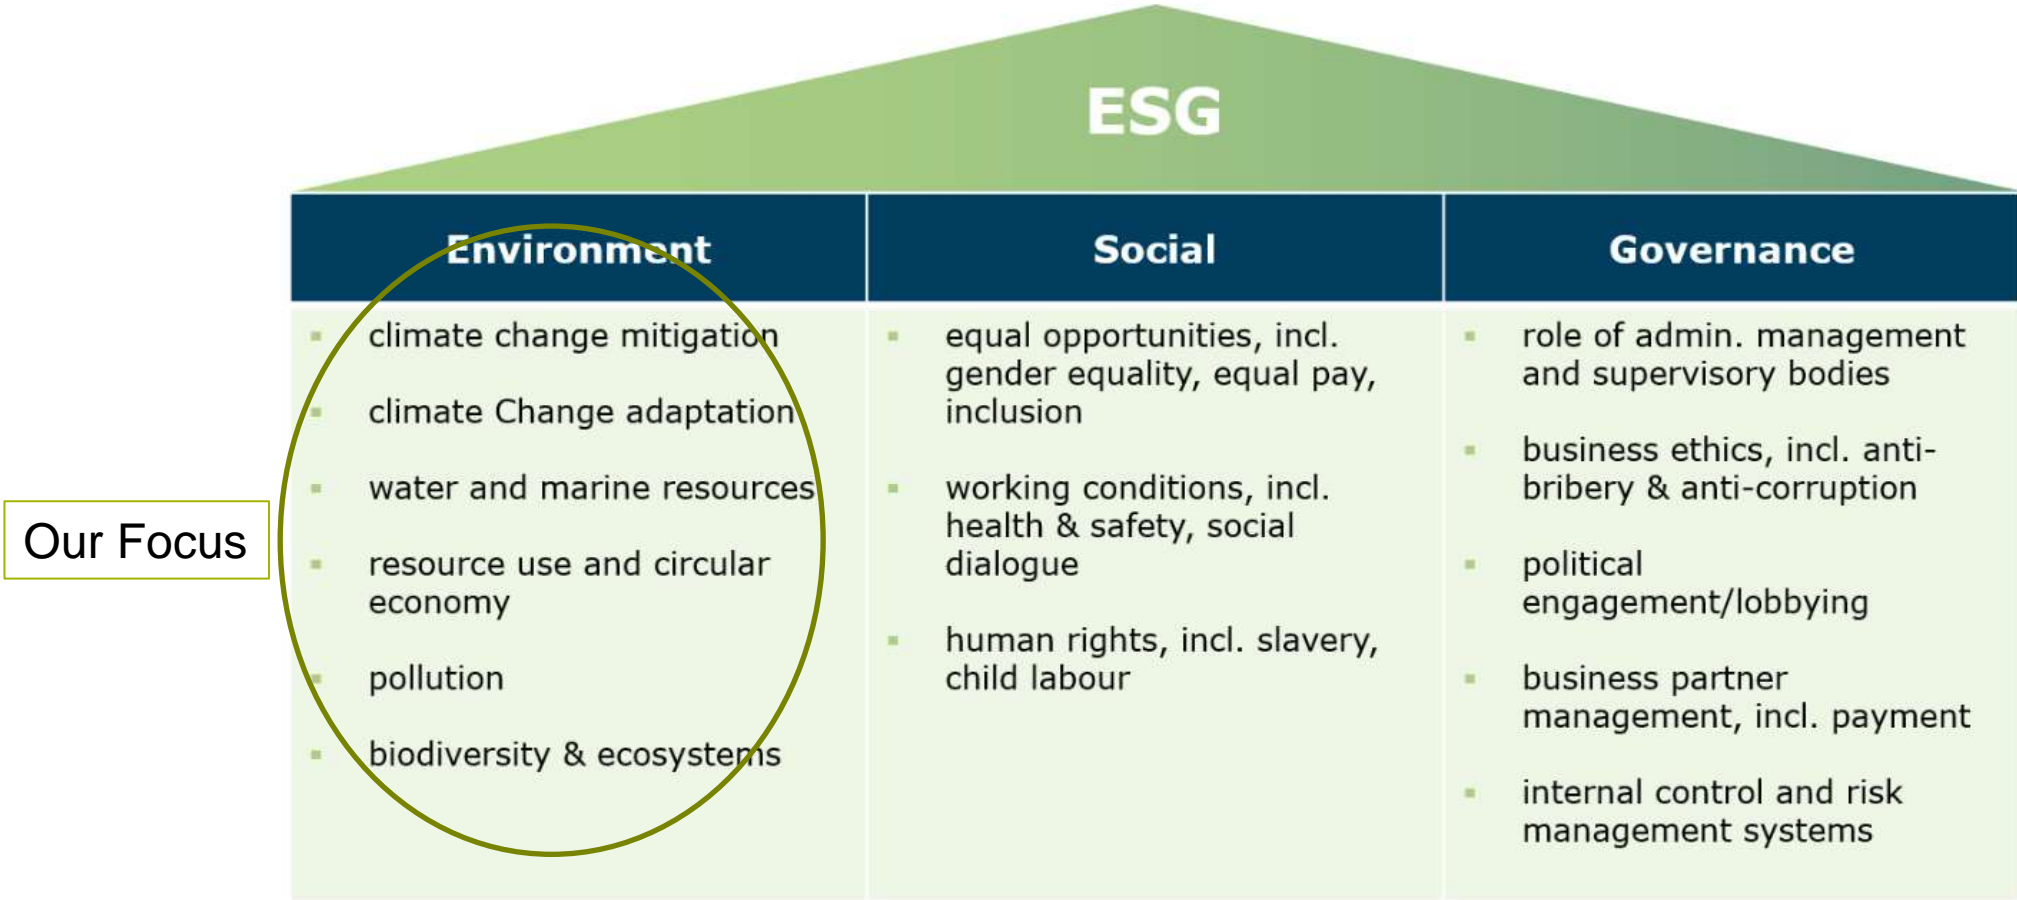 ESG
Environment
Social
Governance
Our Focus
climate change mitigation
climate Change adaptation
water and marine resources
resource use and circular
economy
pollution
biodiversity & ecosystems
equal opportunities, incl.
gender equality, equal pay,
inclusion
working conditions, incl.
health & safety, social
dialogue
human rights, incl. slavery,
child labour
role of admin. management
and supervisory bodies
business ethics, incl. anti-
bribery & anti-corruption
political
engagement/lobbying
business partner
management, incl. payment
internal control and risk
management systems